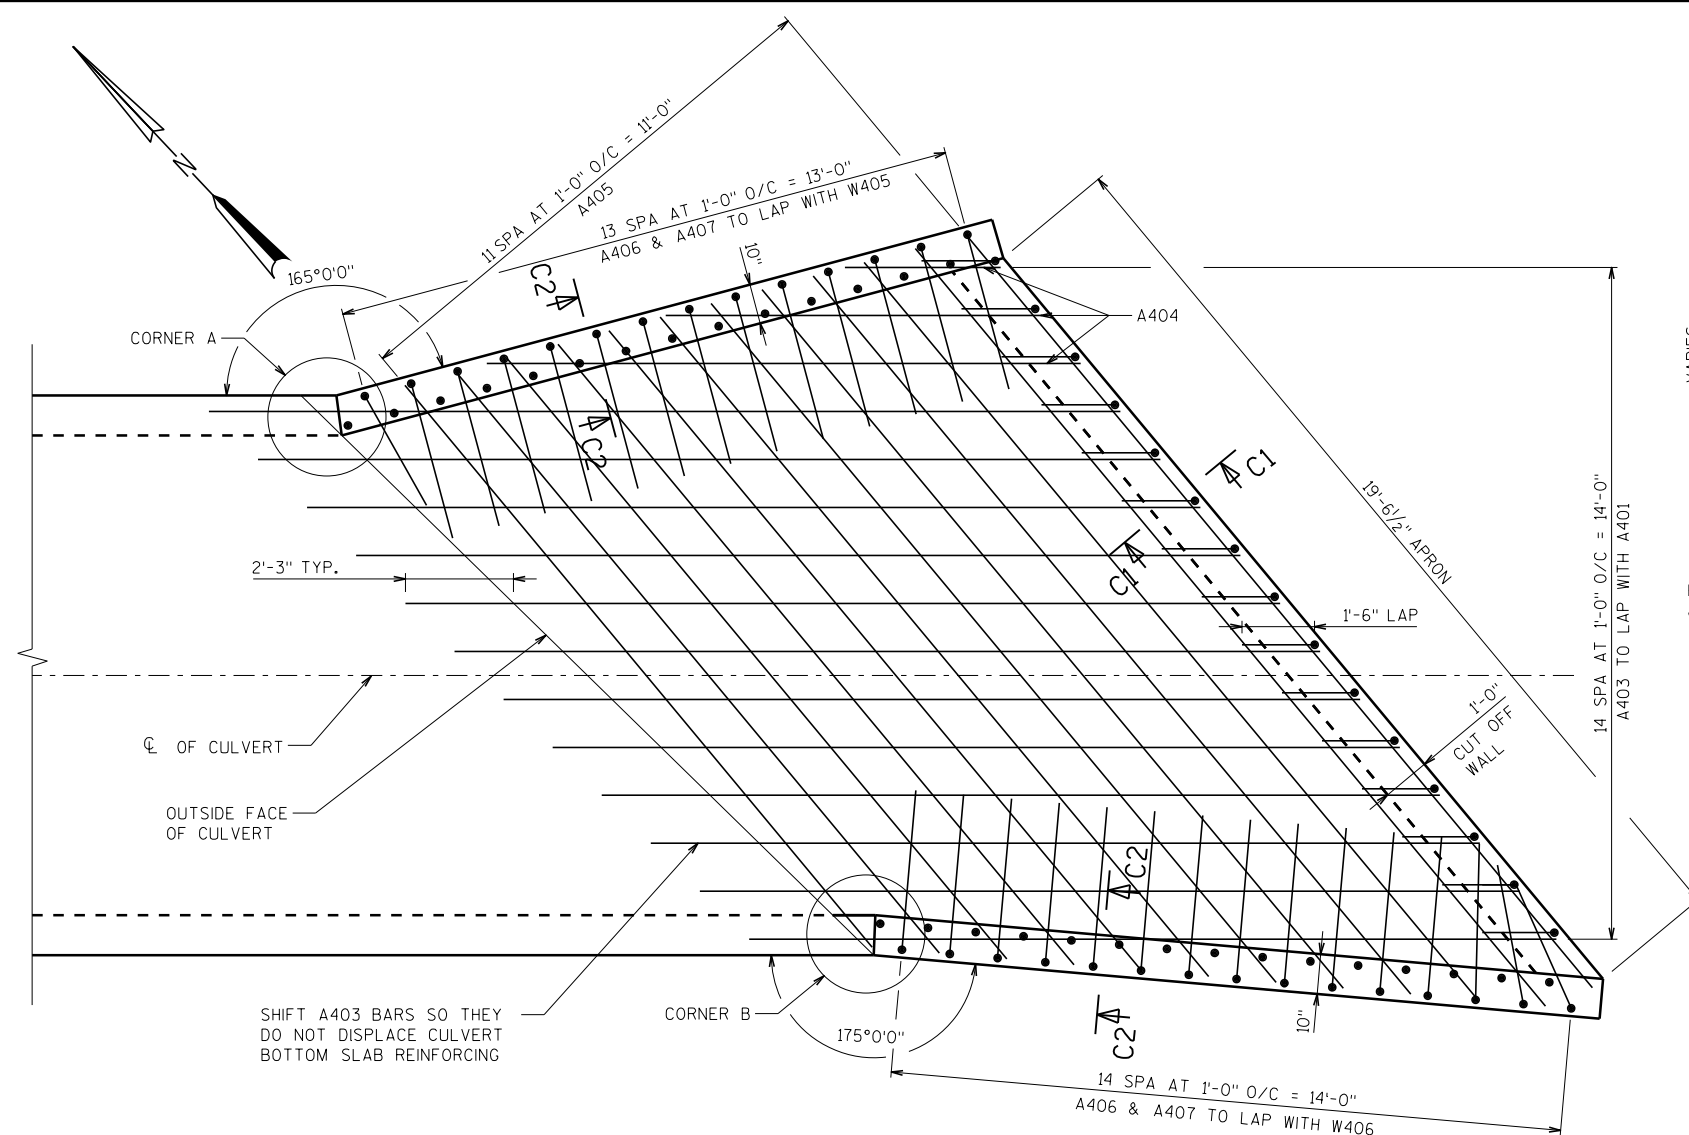 11 SPA AT 1'-0" O/C = 11'-0"
A405
13 SPA AT 1'-0" O/C = 13'-0"
A406 & A407 TO LAP WITH W405
N
165°0'0"
10"
C2
CORNER A
A404
C2
C1
C1
19'-6 1/2" APRON
14 SPA AT 1'-0" O/C = 14'-0"
A403 TO LAP WITH A401
2'-3" TYP.
1'-6" LAP
1'-0"
CUT OFF
WALL
℄ OF CULVERT
OUTSIDE FACE
OF CULVERT
C2
SHIFT A403 BARS SO THEY
DO NOT DISPLACE CULVERT
BOTTOM SLAB REINFORCING
CORNER B
175°0'0"
C2
10"
14 SPA AT 1'-0" O/C = 14'-0"
A406 & A407 TO LAP WITH W406